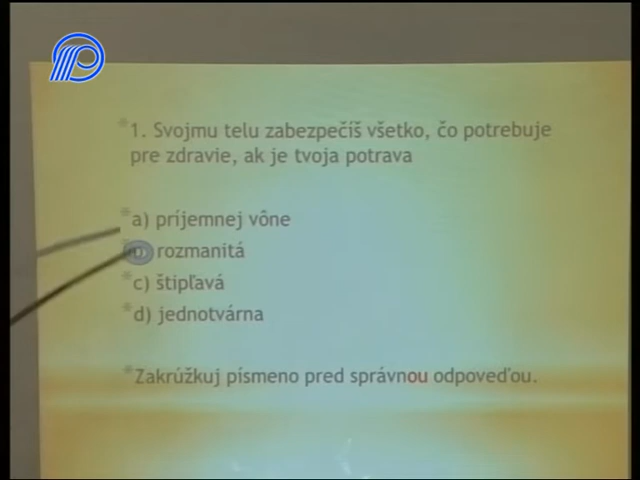 * 1. Svojmu telu zabezpečíš všetko, čo potrebuje
pre zdravie, ak je tvoja potrava
* a) príjemnej vône
rozmanitá
* c) štipľavá
* d) jednotvárna
* Zakrúžkuj písmeno pred správnou odpoveďou.